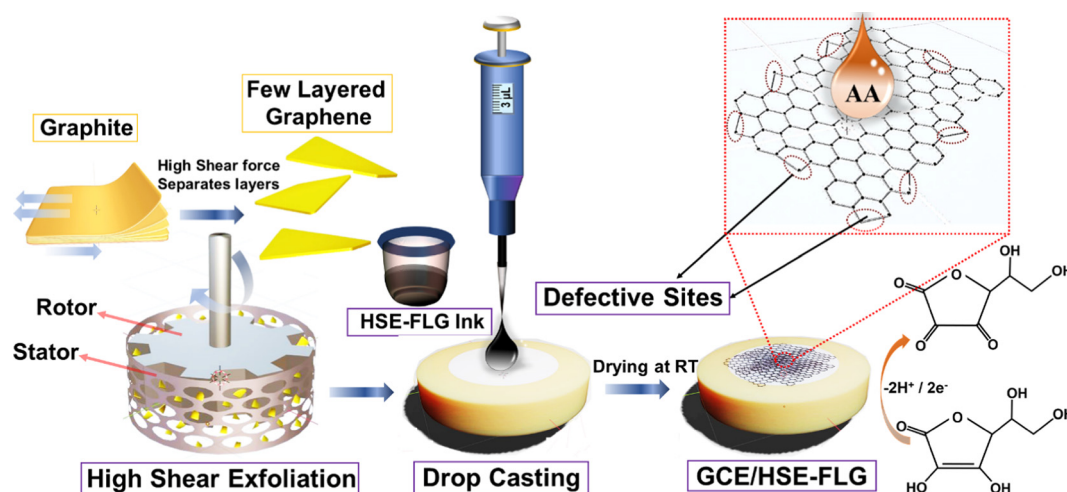 Graphite
High Shear force
Separates layers
Few Layered
Graphene
3 µL
HSE-FLG Ink
Rotor
Stator
High Shear Exfoliation
Drop Casting
Drying at RT
GCE/HSE-FLG
Defective Sites
AA
O
O
OH
OH
O
O
-2H⁺ / 2e⁻
O
O
OH
OH
HO
OH